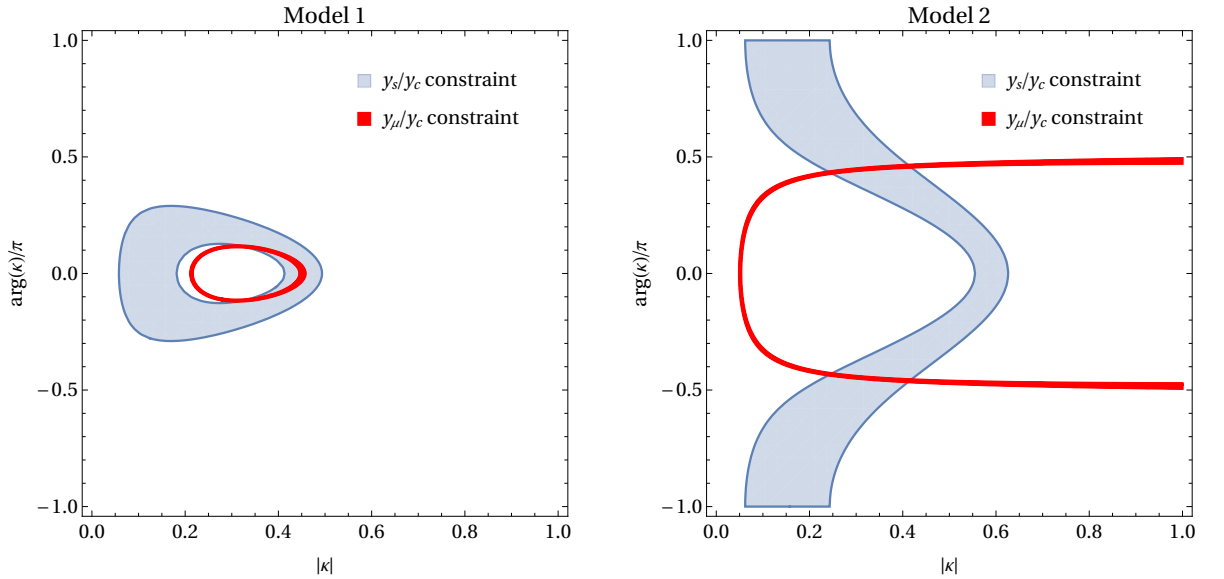 Model 1
1.0
0.5
0.0
−0.5
−1.0
arg(κ)/π
y_s/y_c constraint
y_μ/y_c constraint
0.0 0.2 0.4 0.6 0.8 1.0
|κ|
Model 2
1.0
0.5
0.0
−0.5
−1.0
arg(κ)/π
y_s/y_c constraint
y_μ/y_c constraint
0.0 0.2 0.4 0.6 0.8 1.0
|κ|